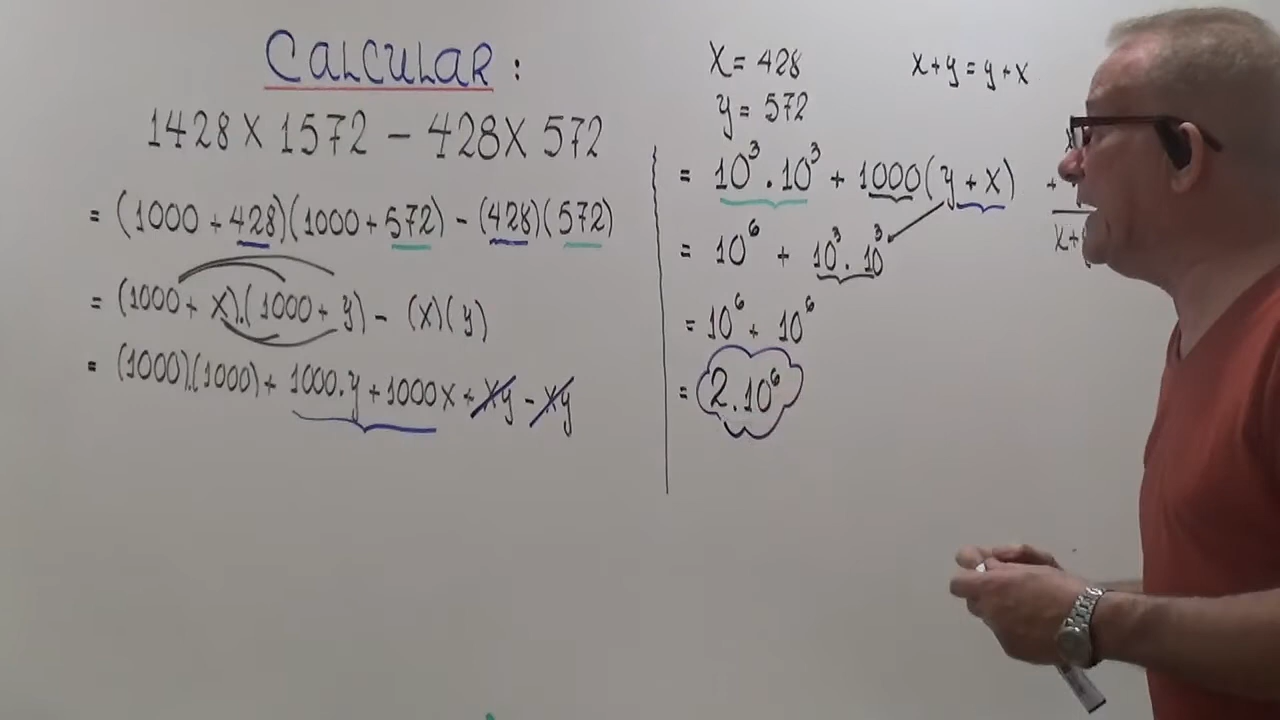 CALCULAR :
1428 X 1572 - 428 X 572
= (1000 + 428)(1000 + 572) - (428)(572)
= (1000 + x).(1000 + y) - (x)(y)
= (1000).(1000) + 1000.y + 1000x + xy - xy
X = 428
y = 572
= 10³.10³ + 1000(y + x)
= 10⁶ + 10³.10³
= 10⁶ + 10⁶
= 2.10⁶
x + y = y + x